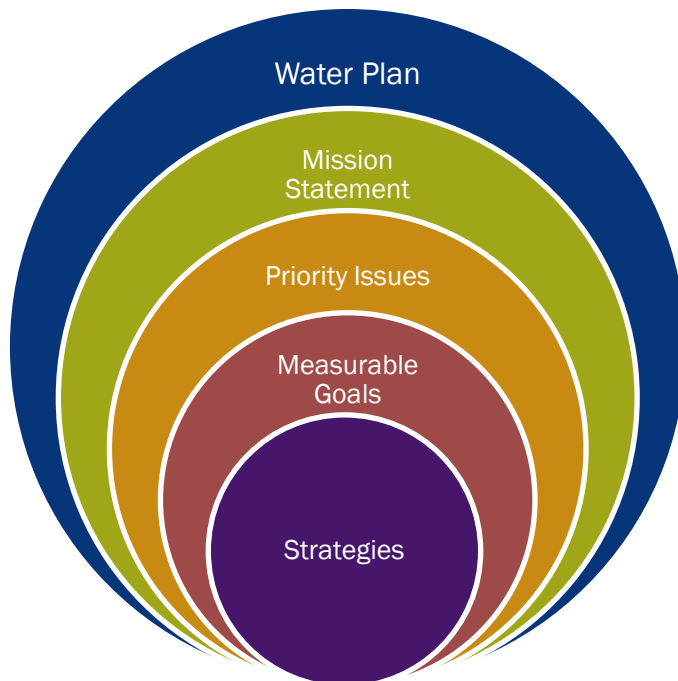 Water Plan
Mission
Statement
Priority Issues
Measurable
Goals
Strategies